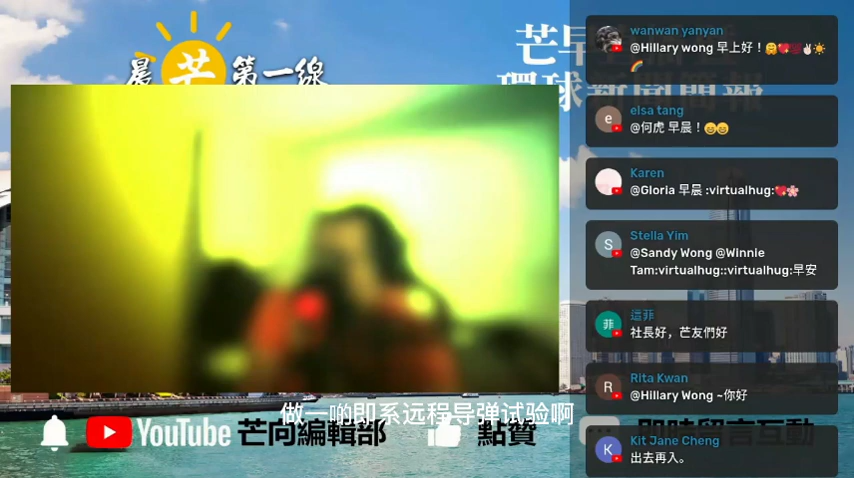 晨芒第一線
芒早
環球新聞簡報
wanwan yanyan
@Hillary wong 早上好！🤗💖💋✌🏻☀️
🌈
elsa tang
@何虎 早晨！😊😊
Karen
@Gloria 早晨 :virtualhug:💖🌸
Stella Yim
@Sandy Wong @Winnie
Tam:virtualhug::virtualhug:早安
這菲
社長好，芒友們好
Rita Kwan
@Hillary Wong ~你好
Kit Jane Cheng
出去再入。
做一啲即系远程导弹试验啊
YouTube 芒向編輯部
點贊
即時留言互動